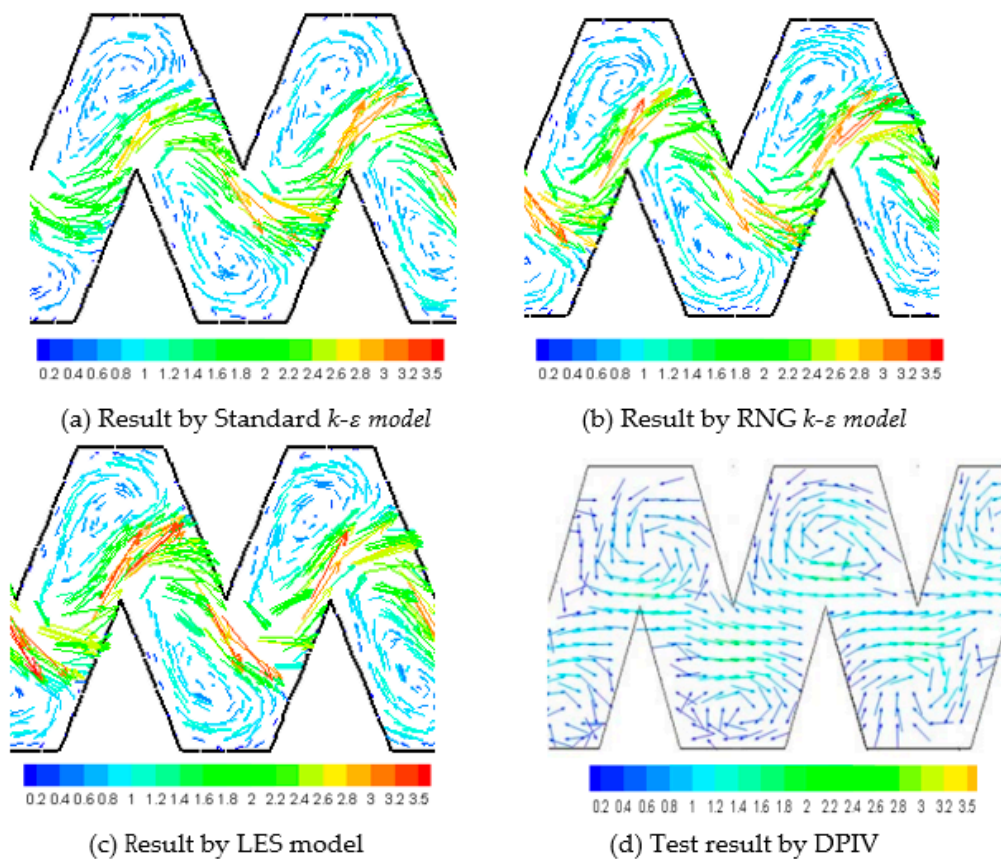 0.2 0.4 0.6 0.8 1 1.2 1.4 1.6 1.8 2 2.2 2.4 2.6 2.8 3 3.2 3.5
0.2 0.4 0.6 0.8 1 1.2 1.4 1.6 1.8 2 2.2 2.4 2.6 2.8 3 3.2 3.5
(a) Result by Standard k-ε model
(b) Result by RNG k-ε model
0.2 0.4 0.6 0.8 1 1.2 1.4 1.6 1.8 2 2.2 2.4 2.6 2.8 3 3.2 3.5
0.2 0.4 0.6 0.8 1 1.2 1.4 1.6 1.8 2 2.2 2.4 2.6 2.8 3 3.2 3.5
(c) Result by LES model
(d) Test result by DPIV